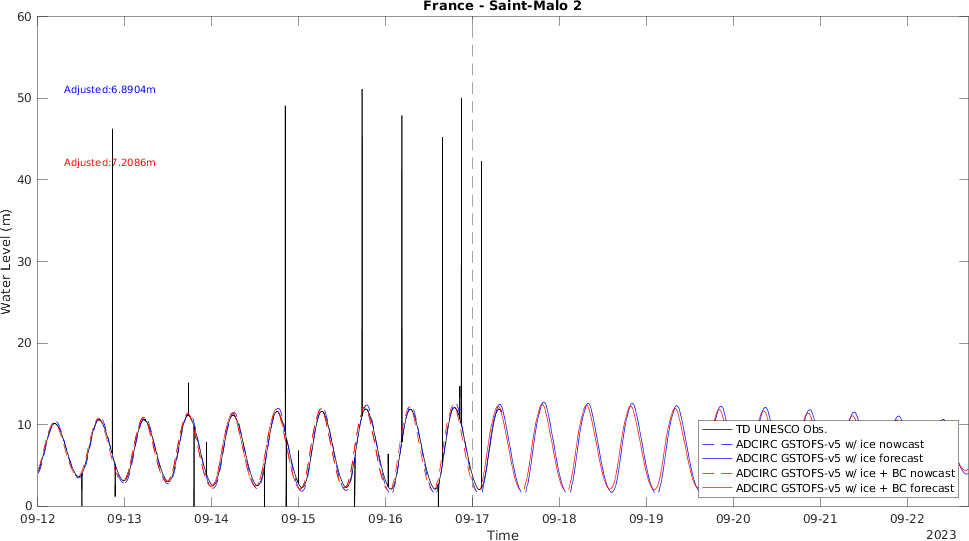 France - Saint-Malo 2
60
50
40
30
20
10
0
Water Level (m)
Adjusted:6.8904m
Adjusted:7.2086m
TD UNESCO Obs.
ADCIRC GSTOFS-v5 w/ ice nowcast
ADCIRC GSTOFS-v5 w/ ice forecast
ADCIRC GSTOFS-v5 w/ ice + BC nowcast
ADCIRC GSTOFS-v5 w/ ice + BC forecast
09-12 09-13 09-14 09-15 09-16 09-17 09-18 09-19 09-20 09-21 09-22
Time
2023